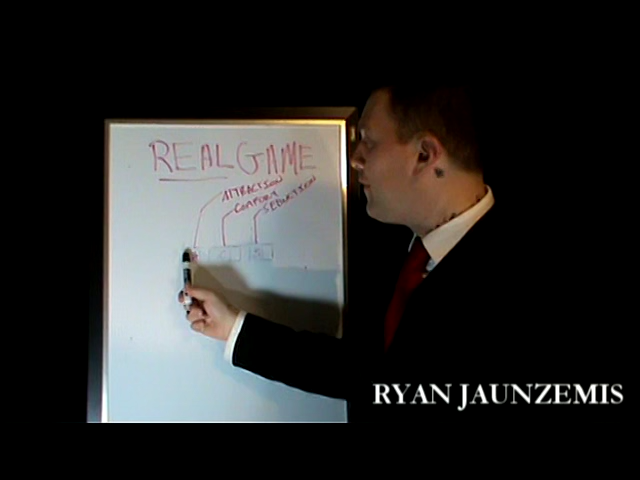 REALGAME
ATTRACTION
COMFORT
SEDUCTION
A C S
RYAN JAUNZEMIS